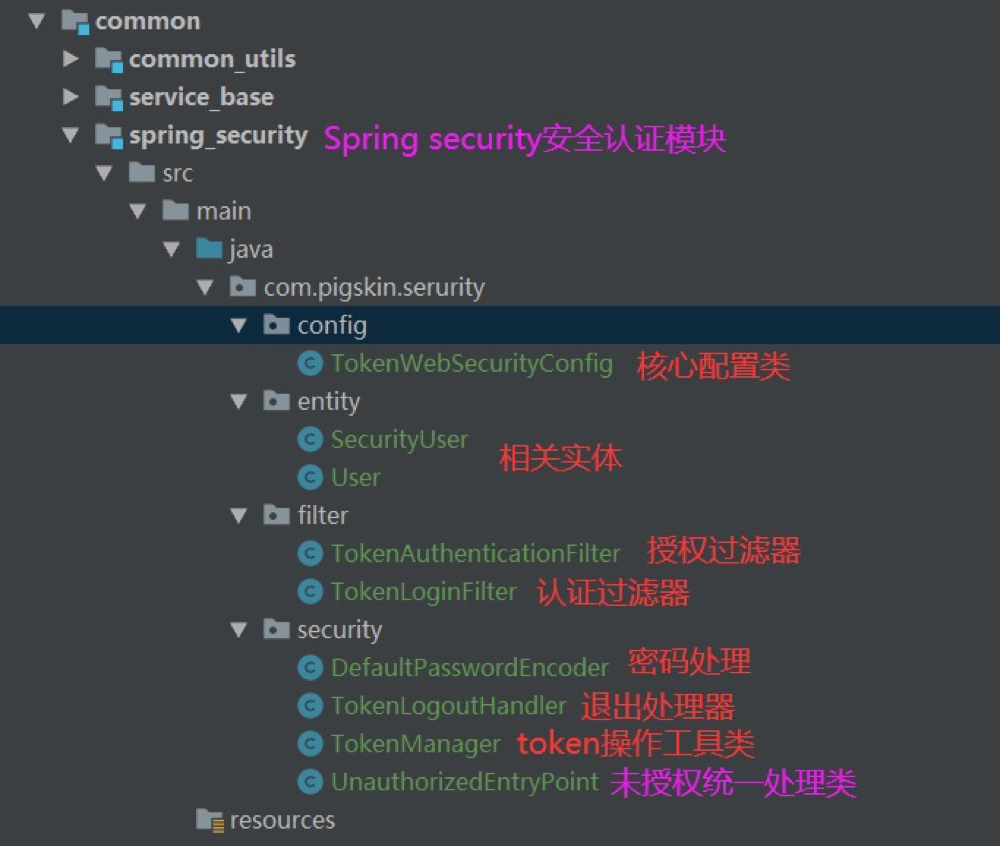 common
common_utils
service_base
spring_security Spring security安全认证模块
src
main
java
com.pigskin.serurity
config
TokenWebSecurityConfig 核心配置类
entity
SecurityUser
相关实体
User
filter
TokenAuthenticationFilter 授权过滤器
TokenLoginFilter 认证过滤器
security
DefaultPasswordEncoder 密码处理
TokenLogoutHandler 退出处理器
TokenManager token操作工具类
UnauthorizedEntryPoint 未授权统一处理类
resources